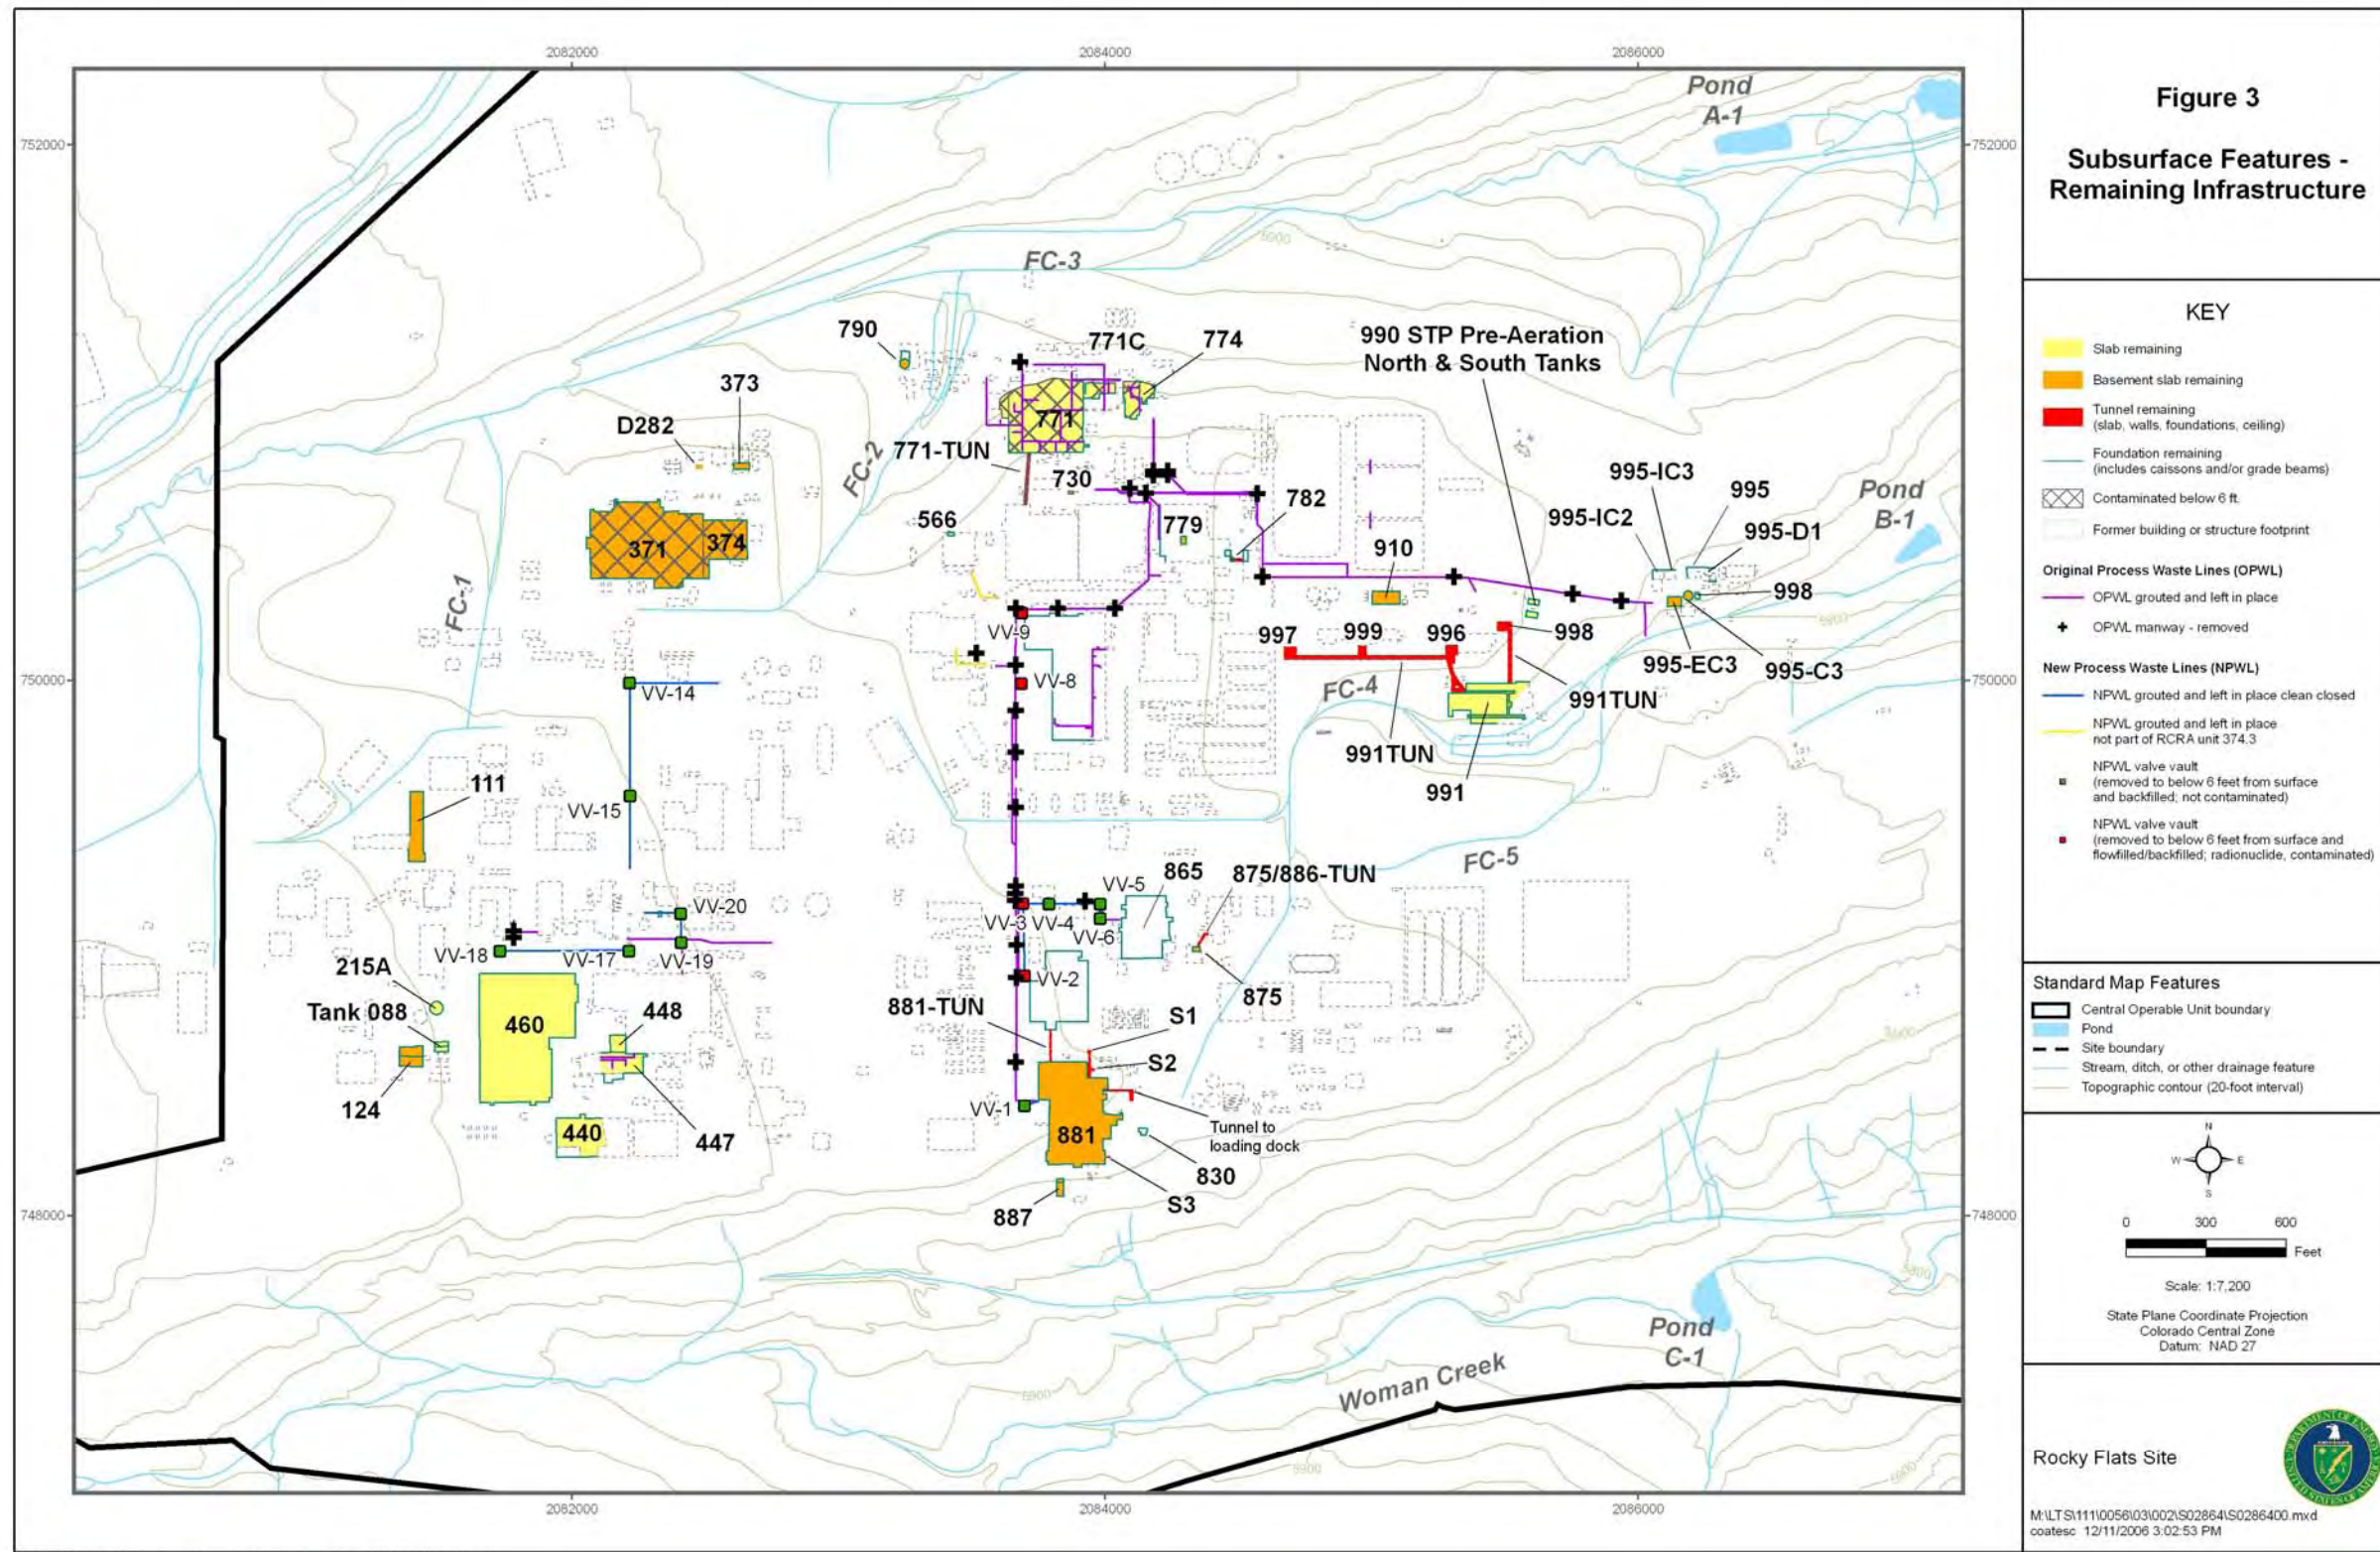 2082000
2084000
2086000
752000
752000
Pond
A-1
5900
FC-3
790
771C
774
990 STP Pre-Aeration
North & South Tanks
373
D282
771
FC-2
771-TUN
730
782
995-IC3
995
Pond
B-1
566
779
995-IC2
995-D1
371
374
910
FC-1
998
VV-9
997
999
996
998
995-EC3
995-C3
750000
VV-14
VV-8
FC-4
991TUN
750000
991TUN
991
111
VV-15
FC-5
865
875/886-TUN
VV-5
VV-20
VV-3
VV-4
VV-6
VV-18
VV-17
VV-19
215A
VV-2
875
Tank 088
881-TUN
S1
460
448
S2
124
VV-1
Tunnel to
loading dock
440
447
881
830
S3
887
748000
748000
5900
Pond
C-1
Woman Creek
5900
2082000
2084000
2086000
Figure 3
Subsurface Features -
Remaining Infrastructure
KEY
Slab remaining
Basement slab remaining
Tunnel remaining
(slab, walls, foundations, ceiling)
Foundation remaining
(includes caissons and/or grade beams)
Contaminated below 6 ft.
Former building or structure footprint
Original Process Waste Lines (OPWL)
OPWL grouted and left in place
OPWL manway - removed
New Process Waste Lines (NPWL)
NPWL grouted and left in place clean closed
NPWL grouted and left in place
not part of RCRA unit 374.3
NPWL valve vault
(removed to below 6 feet from surface
and backfilled; not contaminated)
NPWL valve vault
(removed to below 6 feet from surface and
flowfilled/backfilled; radionuclide, contaminated)
Standard Map Features
Central Operable Unit boundary
Pond
Site boundary
Stream, ditch, or other drainage feature
Topographic contour (20-foot interval)
N
W
E
S
0
300
600
Feet
Scale: 1:7,200
State Plane Coordinate Projection
Colorado Central Zone
Datum: NAD 27
Rocky Flats Site
M:\LTS\111\0056\03\002\S02864\S0286400.mxd
coatesc 12/11/2006 3:02:53 PM